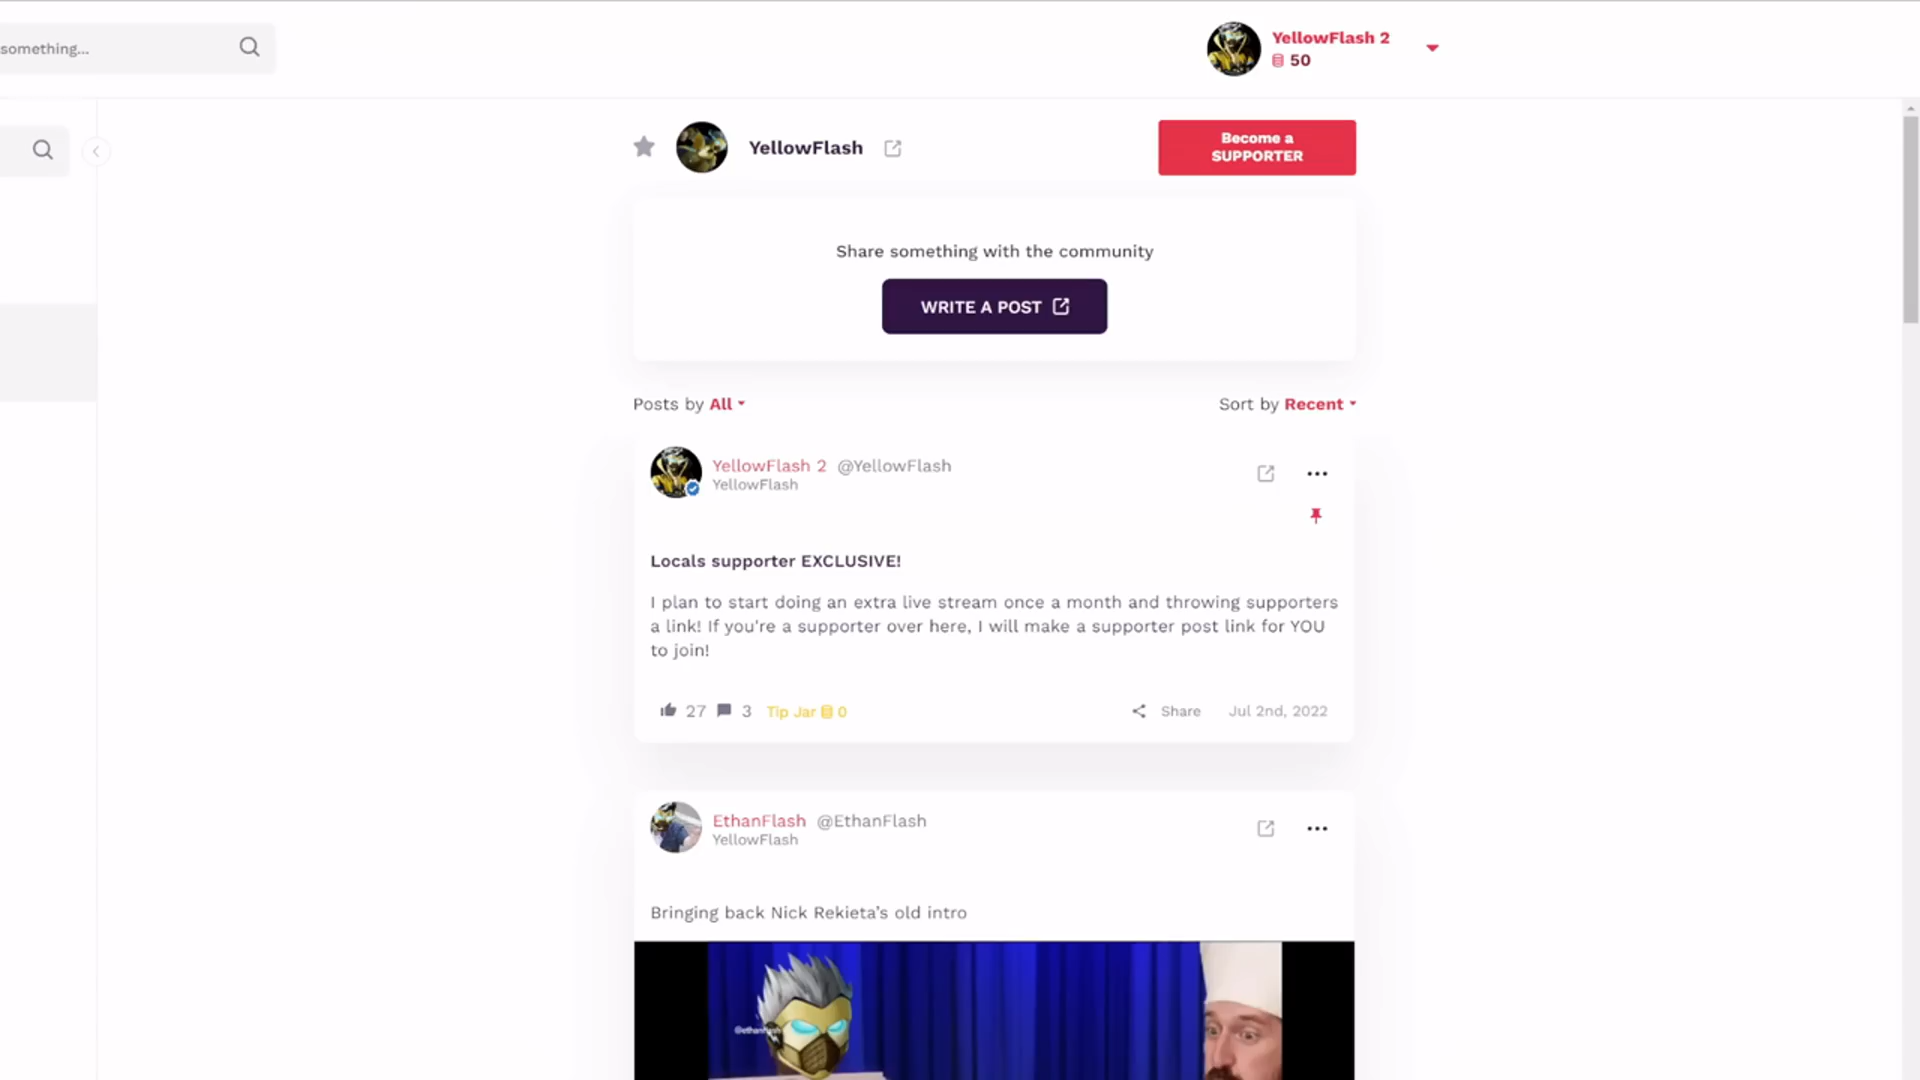 something...
YellowFlash 2
50
YellowFlash
Become a
SUPPORTER
Share something with the community
WRITE A POST
Posts by All
Sort by Recent
YellowFlash 2 @YellowFlash
YellowFlash
Locals supporter EXCLUSIVE!
I plan to start doing an extra live stream once a month and throwing supporters
a link! If you're a supporter over here, I will make a supporter post link for YOU
to join!
27 3 Tip Jar 0
Share Jul 2nd, 2022
EthanFlash @EthanFlash
YellowFlash
Bringing back Nick Rekieta’s old intro
@ethanflash